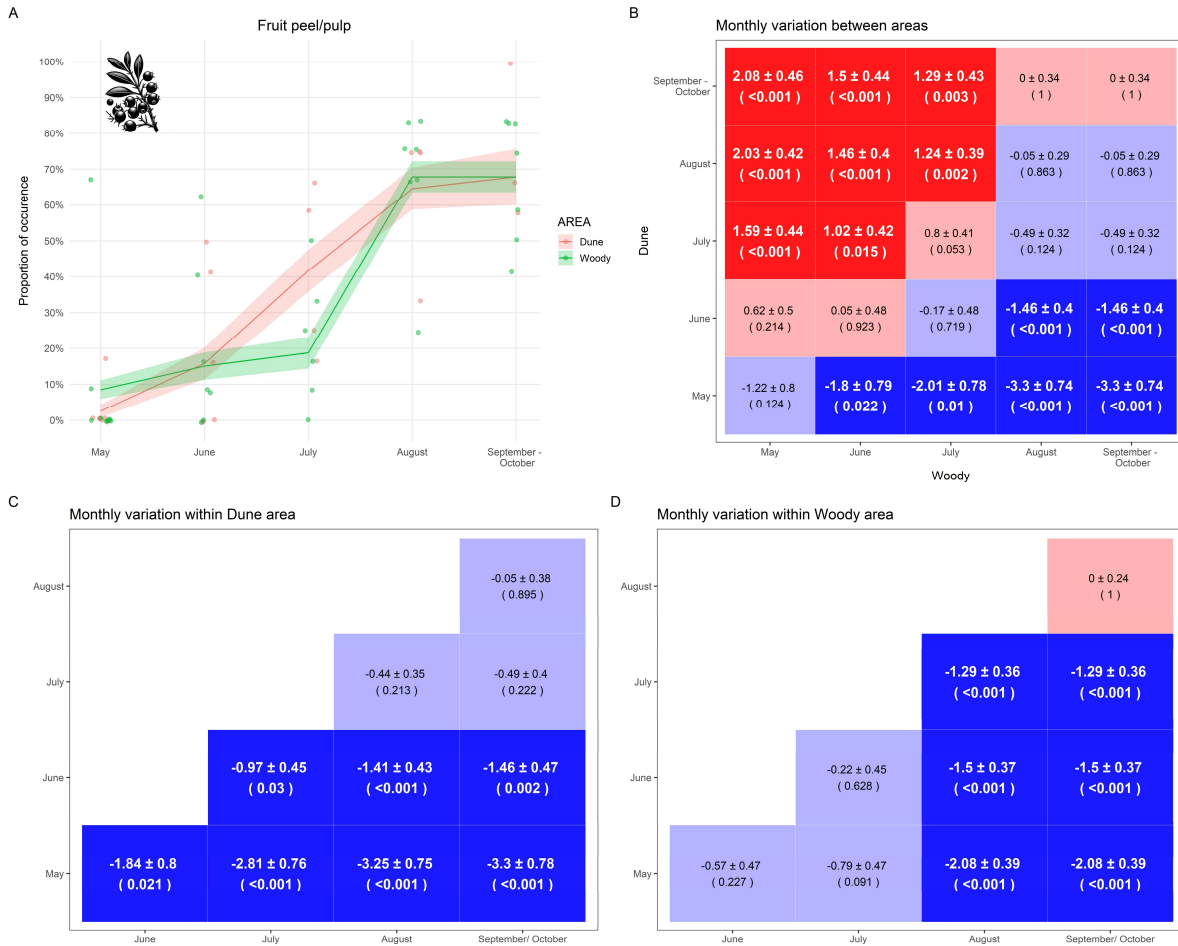 A
Fruit peel/pulp
100%
90%
80%
70%
60%
50%
40%
30%
20%
10%
0%
Proportion of occurence
May
June
July
August
September -
October
AREA
Dune
Woody
B
Monthly variation between areas
September -
October
2.08 ± 0.46
( <0.001 )
1.5 ± 0.44
( <0.001 )
1.29 ± 0.43
( 0.003 )
0 ± 0.34
( 1 )
0 ± 0.34
( 1 )
August
2.03 ± 0.42
( <0.001 )
1.46 ± 0.4
( <0.001 )
1.24 ± 0.39
( 0.002 )
-0.05 ± 0.29
( 0.863 )
-0.05 ± 0.29
( 0.863 )
Dune
July
1.59 ± 0.44
( <0.001 )
1.02 ± 0.42
( 0.015 )
0.8 ± 0.41
( 0.053 )
-0.49 ± 0.32
( 0.124 )
-0.49 ± 0.32
( 0.124 )
June
0.62 ± 0.5
( 0.214 )
0.05 ± 0.48
( 0.923 )
-0.17 ± 0.48
( 0.719 )
-1.46 ± 0.4
( <0.001 )
-1.46 ± 0.4
( <0.001 )
May
-1.22 ± 0.8
( 0.124 )
-1.8 ± 0.79
( 0.022 )
-2.01 ± 0.78
( 0.01 )
-3.3 ± 0.74
( <0.001 )
-3.3 ± 0.74
( <0.001 )
May
June
July
August
September -
October
Woody
C
Monthly variation within Dune area
August
-0.05 ± 0.38
( 0.895 )
July
-0.44 ± 0.35
( 0.213 )
-0.49 ± 0.4
( 0.222 )
June
-0.97 ± 0.45
( 0.03 )
-1.41 ± 0.43
( <0.001 )
-1.46 ± 0.47
( 0.002 )
May
-1.84 ± 0.8
( 0.021 )
-2.81 ± 0.76
( <0.001 )
-3.25 ± 0.75
( <0.001 )
-3.3 ± 0.78
( <0.001 )
June
July
August
September/ October
D
Monthly variation within Woody area
August
0 ± 0.24
( 1 )
July
-1.29 ± 0.36
( <0.001 )
-1.29 ± 0.36
( <0.001 )
June
-0.22 ± 0.45
( 0.628 )
-1.5 ± 0.37
( <0.001 )
-1.5 ± 0.37
( <0.001 )
May
-0.57 ± 0.47
( 0.227 )
-0.79 ± 0.47
( 0.091 )
-2.08 ± 0.39
( <0.001 )
-2.08 ± 0.39
( <0.001 )
June
July
August
September/ October